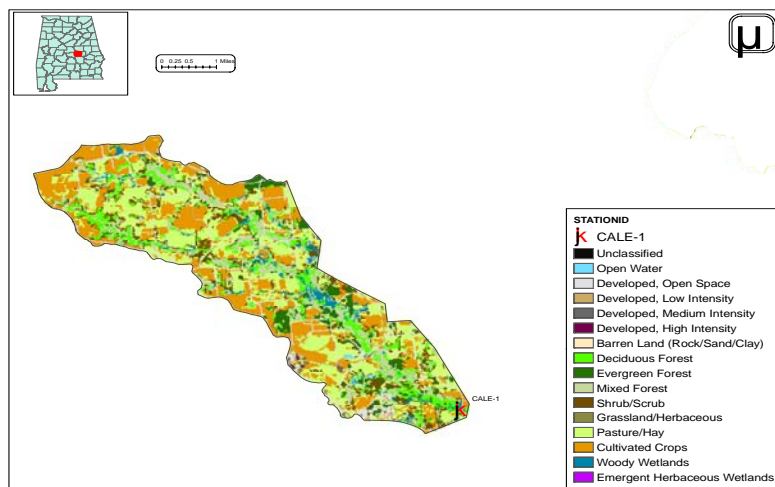 0 0.25 0.5 1 Miles
µ
CALE-1
STATIONID
CALE-1
Unclassified
Open Water
Developed, Open Space
Developed, Low Intensity
Developed, Medium Intensity
Developed, High Intensity
Barren Land (Rock/Sand/Clay)
Deciduous Forest
Evergreen Forest
Mixed Forest
Shrub/Scrub
Grassland/Herbaceous
Pasture/Hay
Cultivated Crops
Woody Wetlands
Emergent Herbaceous Wetlands